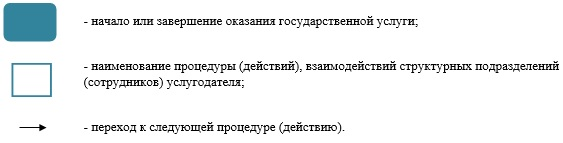 - начало или завершение оказания государственной услуги;
- наименование процедуры (действий), взаимодействий структурных подразделений
(сотрудников) услугодателя;
- переход к следующей процедуре (действию).